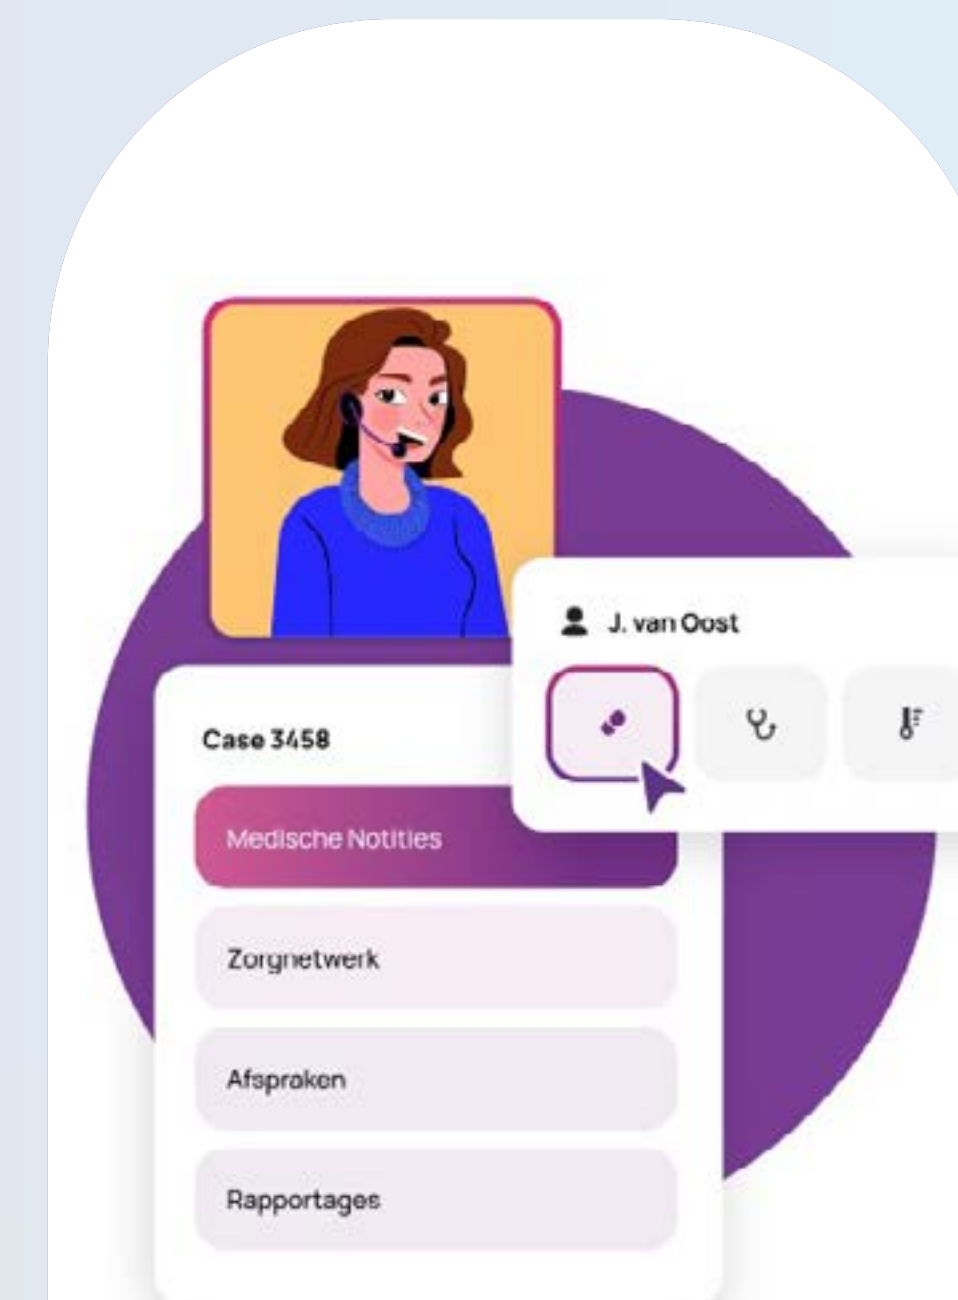 J. van Oost
Case 3458
Medische Notities
Zorgnetwerk
Afspraken
Rapportages